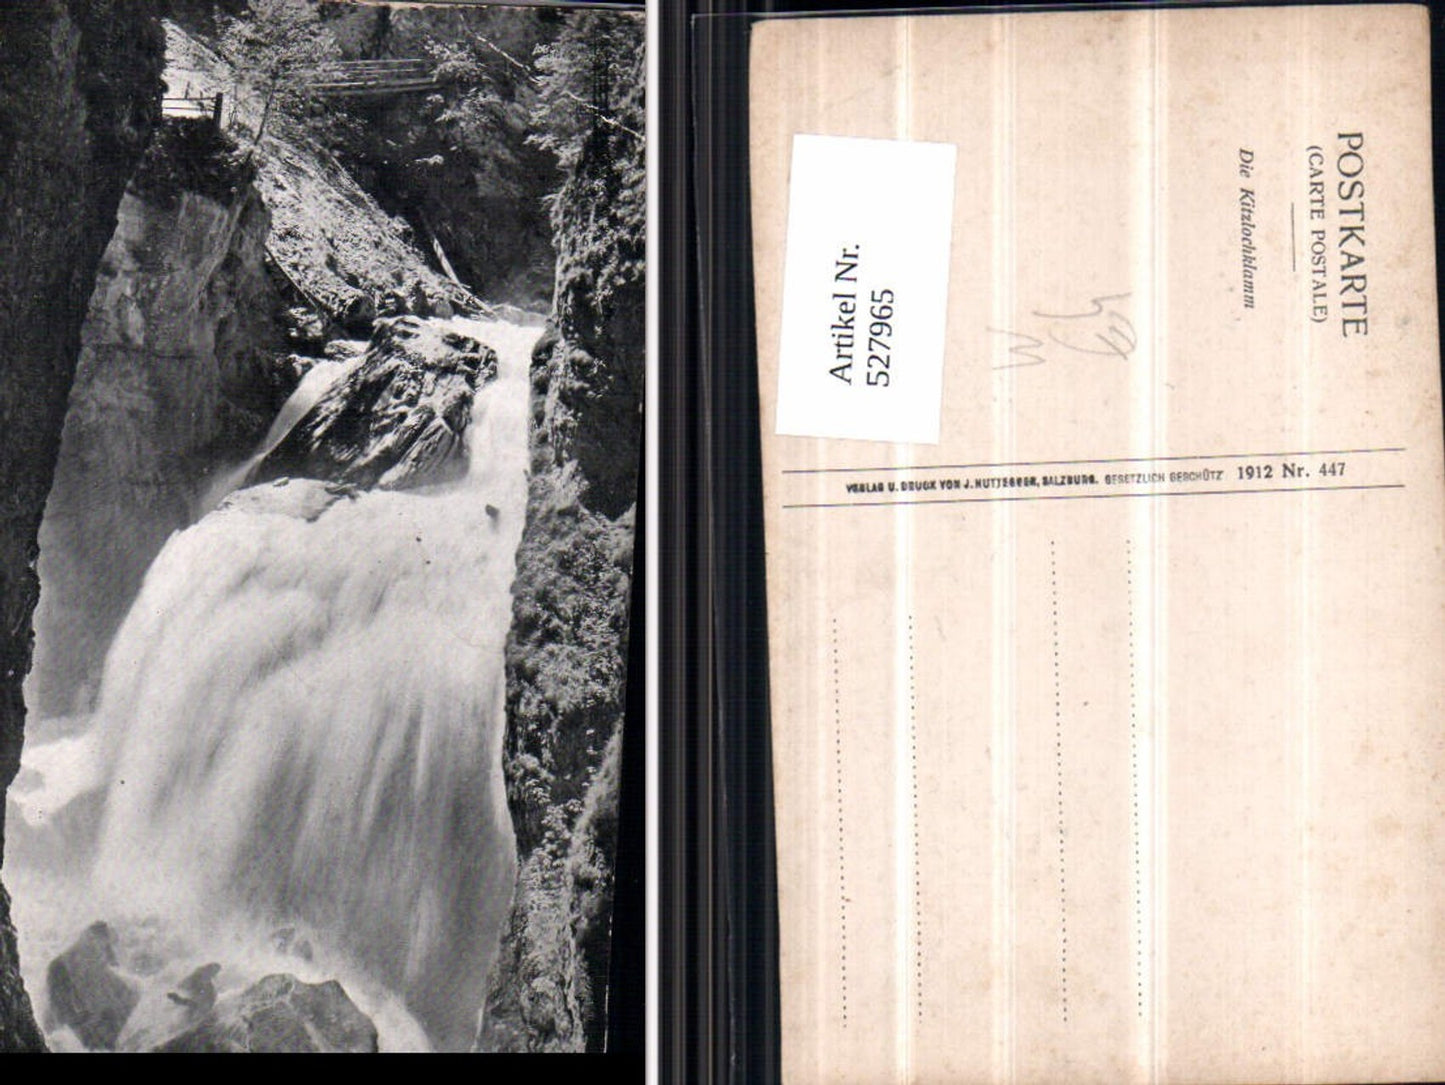 POSTKARTE
(CARTE POSTALE)
Die Kitzlochklamm
Artikel Nr.
527965
VERLAG U. DRUCK VON J. HUTTEGGER, SALZBURG. GESETZLICH GESCHÜTZ 1912 Nr. 447